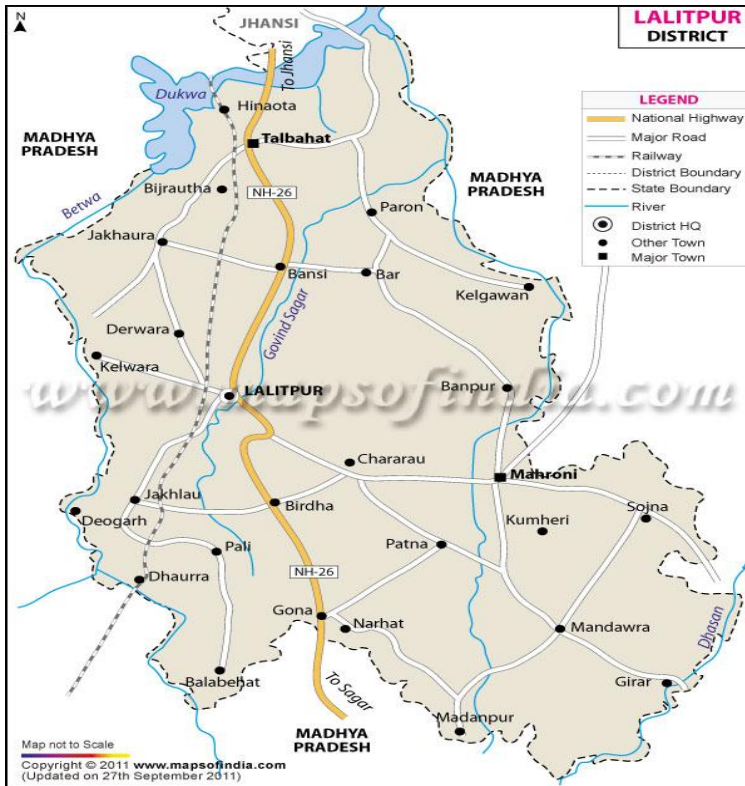 N
JHANSI
LALITPUR
DISTRICT
To Jhansi
Dukwa
Hinaota
MADHYA
PRADESH
Talbahat
LEGEND
National Highway
Major Road
Railway
District Boundary
State Boundary
River
District HQ
Other Town
Major Town
MADHYA
PRADESH
Bijrautha
NH-26
Betwa
Paron
Jakhaura
Bansi
Bar
Kelgawan
Govind Sagar
Derwara
Kelwara
LALITPUR
Banpur
www.mapsofindia.com
Chararau
Mahroni
Jakhlau
Birdha
Deogarh
Kumheri
Sojna
Pali
Patna
Dhaurra
NH-26
Gona
Narhat
Mandawra
Dhasan
Balabehat
To Sagar
Girar
Madanpur
MADHYA
PRADESH
Map not to Scale
Copyright © 2011 www.mapsofindia.com
(Updated on 27th September 2011)